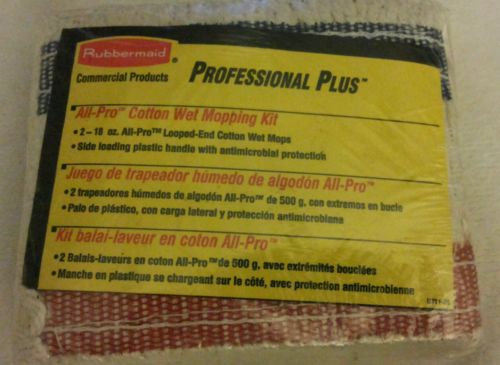 Rubbermaid®
Commercial Products
PROFESSIONAL PLUS™
All-Pro™ Cotton Wet Mopping Kit
• 2 – 18 oz. All-Pro™ Looped-End Cotton Wet Mops
• Side loading plastic handle with antimicrobial protection
Juego de trapeador húmedo de algodón All-Pro™
• 2 trapeadores húmedos de algodón All-Pro™ de 500 g, con extremos en bucle
• Palo de plástico, con carga lateral y protección antimicrobiana
Kit balai-laveur en coton All-Pro™
• 2 Balais-laveurs en coton All-Pro™ de 500 g, avec extrémités bouclées
• Manche en plastique se chargeant sur le côté, avec protection antimicrobienne